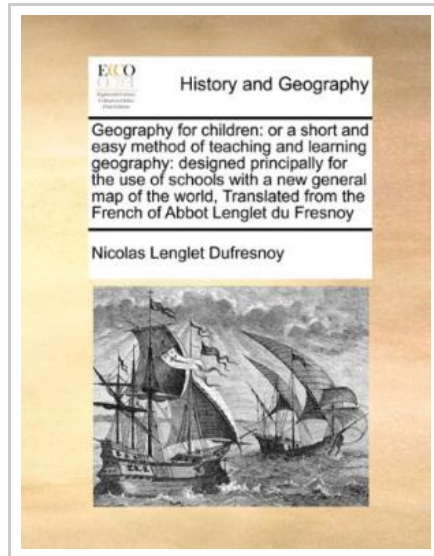 ECCO
History and Geography
Geography for children: or a short and
easy method of teaching and learning
geography: designed principally for
the use of schools with a new general
map of the world, Translated from the
French of Abbot Lenglet du Fresnoy
Nicolas Lenglet Dufresnoy